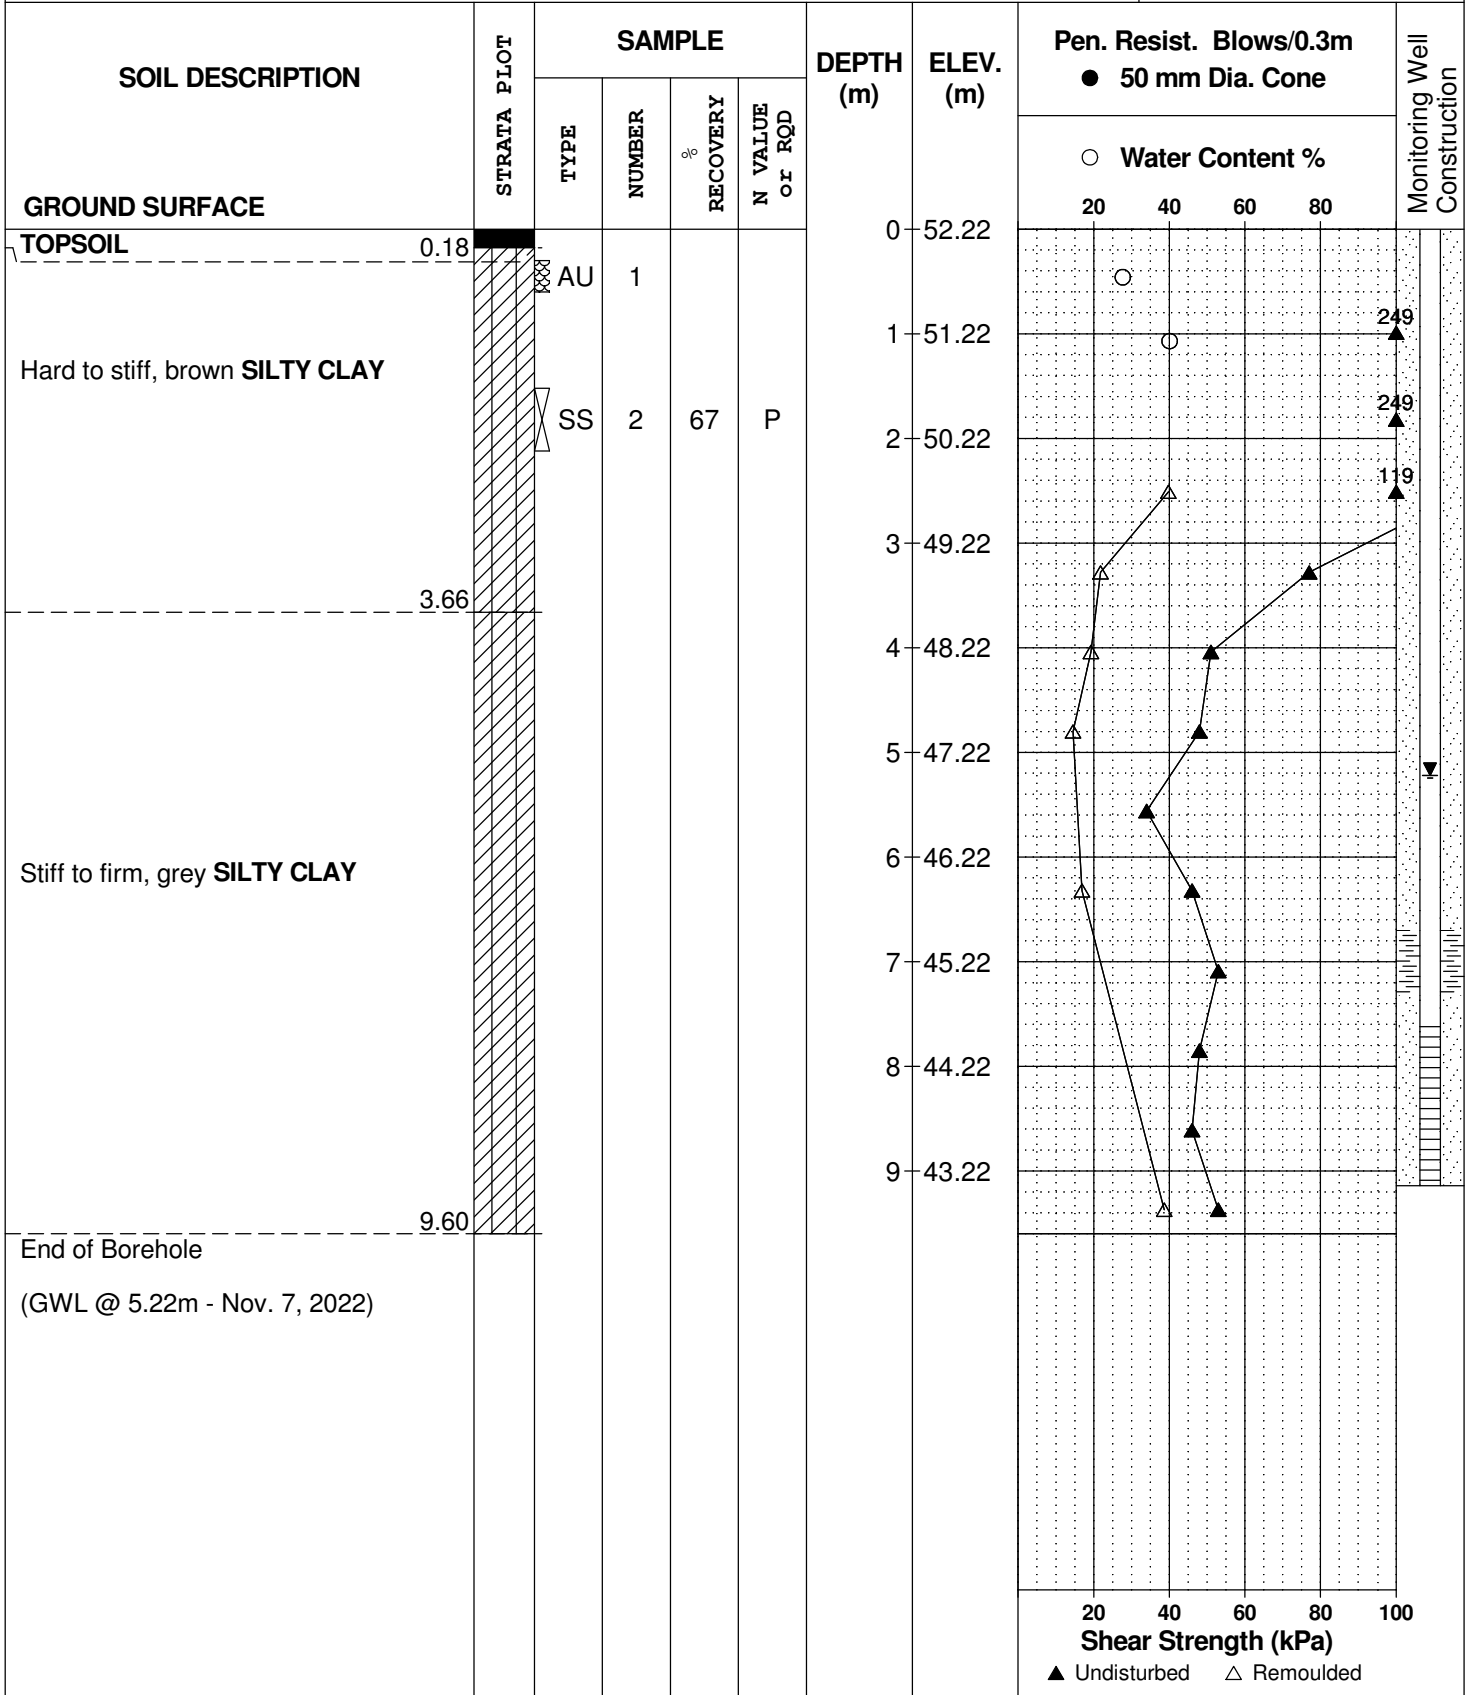 SOIL DESCRIPTION
GROUND SURFACE
STRATA PLOT
SAMPLE
TYPE
NUMBER
%
RECOVERY
N VALUE
or RQD
DEPTH
(m)
ELEV.
(m)
Pen. Resist. Blows/0.3m
● 50 mm Dia. Cone
○ Water Content %
20 40 60 80
Monitoring Well
Construction
TOPSOIL 0.18
0 52.22
AU 1
249
1 51.22
Hard to stiff, brown SILTY CLAY
249
SS 2 67 P
2 50.22
119
3 49.22
3.66
4 48.22
5 47.22
6 46.22
Stiff to firm, grey SILTY CLAY
7 45.22
8 44.22
9 43.22
9.60
End of Borehole
(GWL @ 5.22m - Nov. 7, 2022)
20 40 60 80 100
Shear Strength (kPa)
▲ Undisturbed △ Remoulded